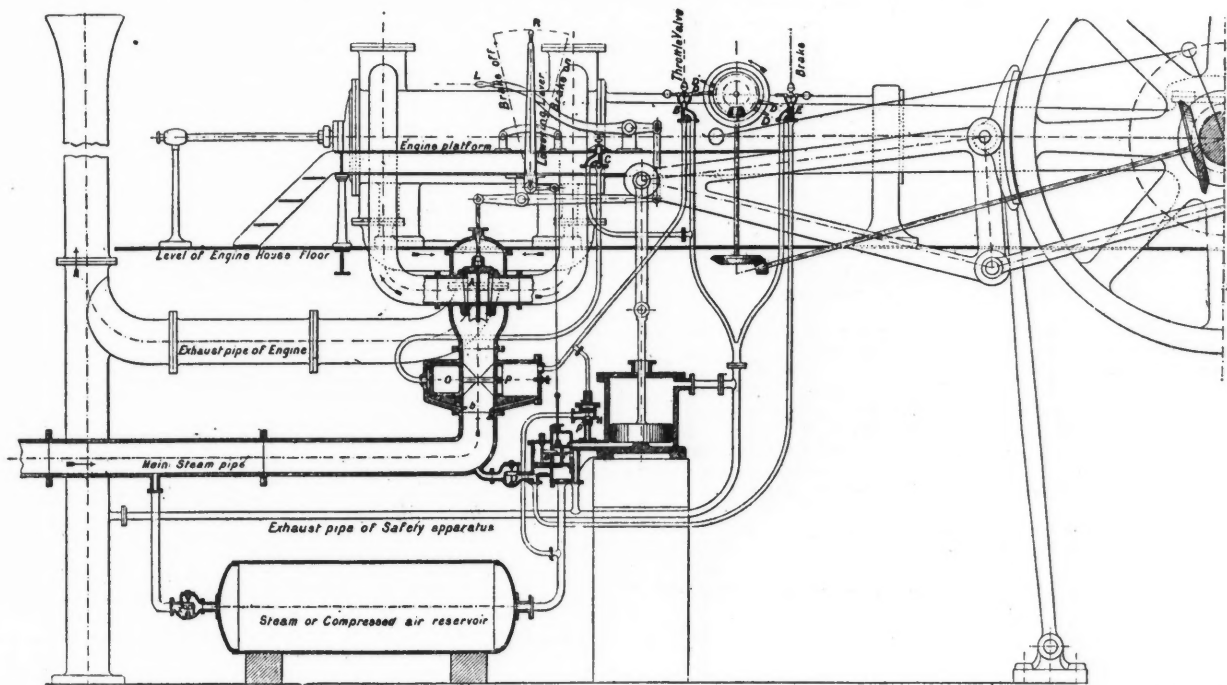 R
L
Brake off
Lowering Lever
Brake on
Throttle Valve
Brake
B
D
D
E
Engine platform
C
Level of Engine House Floor
A
Exhaust pipe of Engine
O
P
b
Main Steam pipe
Exhaust pipe of Safety apparatus
Steam or Compressed air reservoir